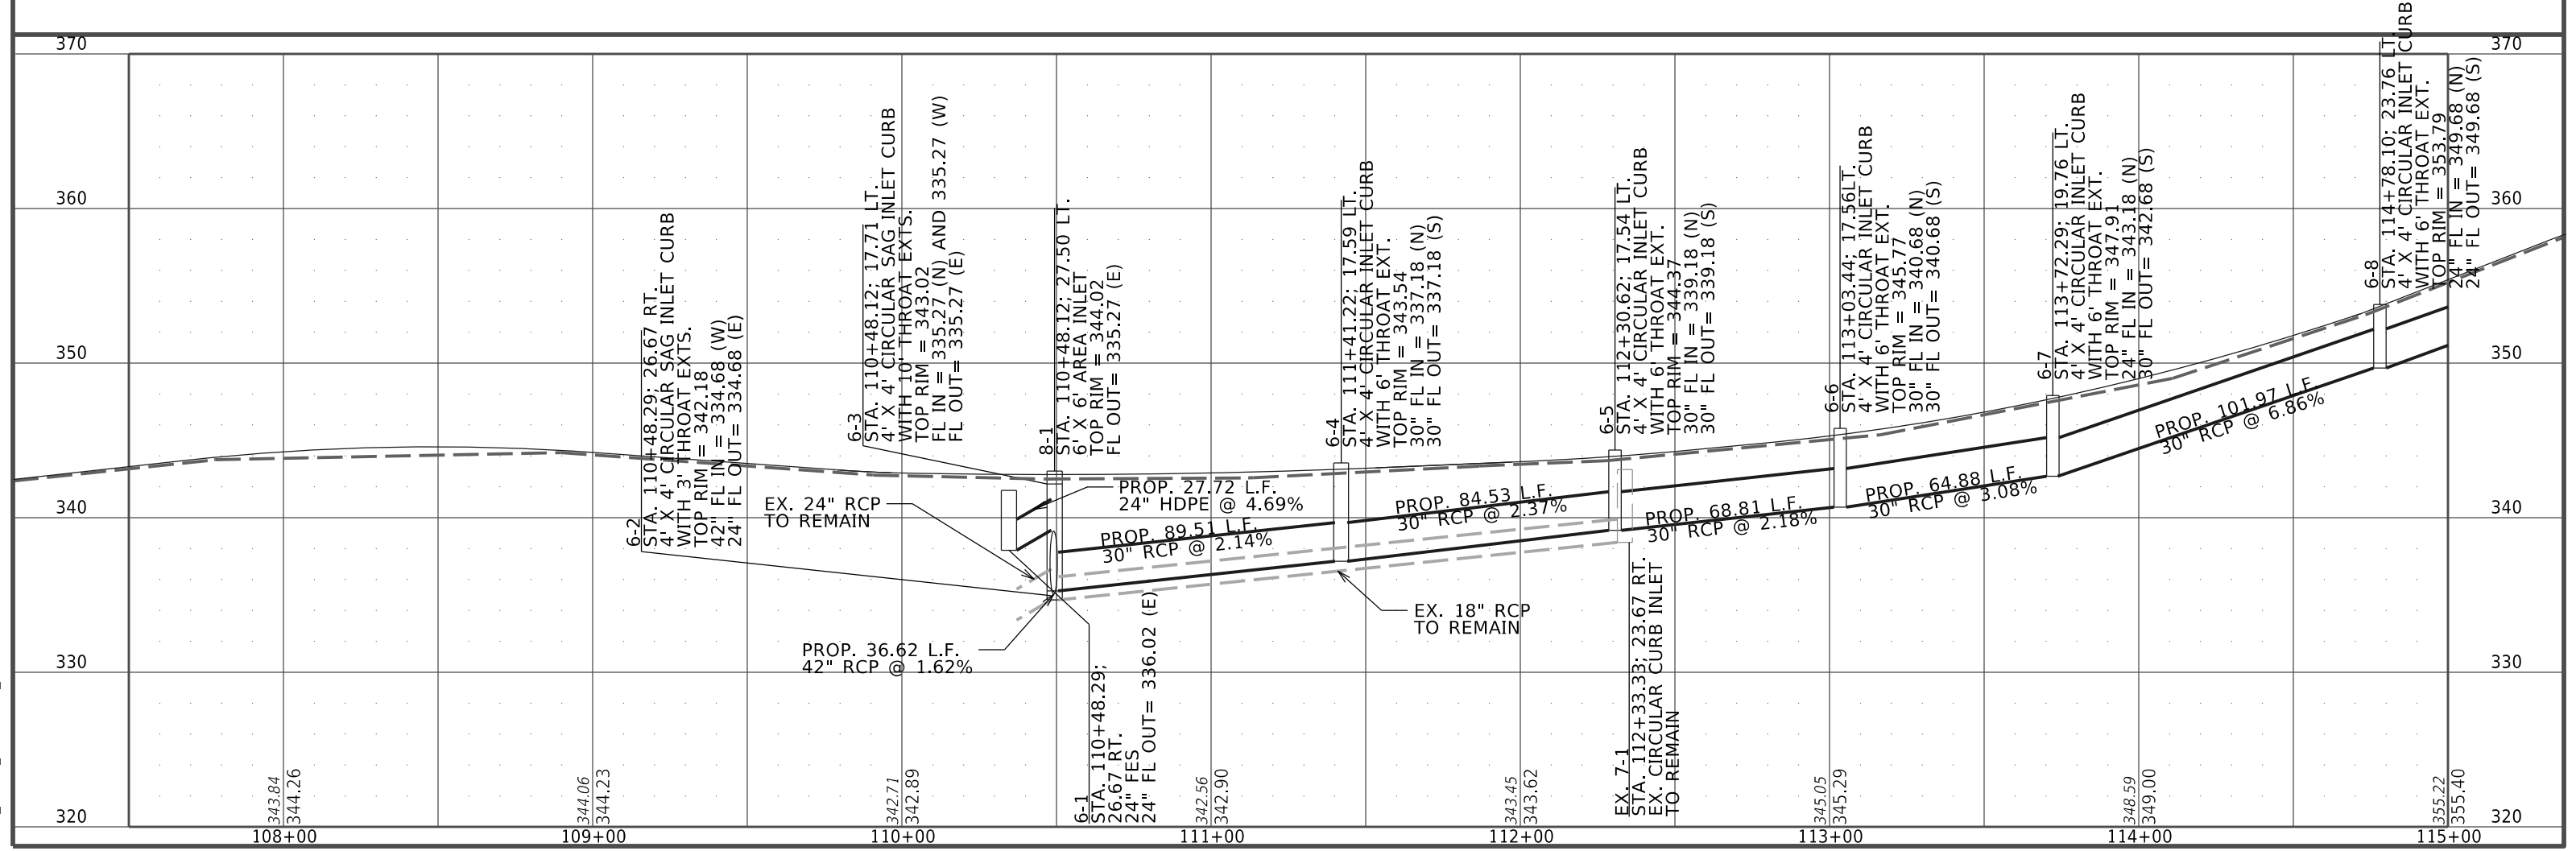 370
360
350
340
330
320
370
360
350
340
330
320
6-2
STA. 110+48.29; 26.67 RT.
4' X 4' CIRCULAR SAG INLET CURB
WITH 3' THROAT EXTS.
TOP RIM = 342.18
42" FL IN = 334.68 (W)
24" FL OUT= 334.68 (E)
6-3
STA. 110+48.12; 17.71 LT.
4' X 4' CIRCULAR SAG INLET CURB
WITH 10' THROAT EXTS.
TOP RIM = 343.02
FL IN = 335.27 (N) AND 335.27 (W)
FL OUT= 335.27 (E)
8-1
STA. 110+48.12; 27.50 LT.
6' X 6' AREA INLET
TOP RIM = 344.02
FL OUT= 335.27 (E)
6-4
STA. 111+41.22; 17.59 LT.
4' X 4' CIRCULAR INLET CURB
WITH 6' THROAT EXT.
TOP RIM = 343.54
30" FL IN = 337.18 (N)
30" FL OUT= 337.18 (S)
6-5
STA. 112+30.62; 17.54 LT.
4' X 4' CIRCULAR INLET CURB
WITH 6' THROAT EXT.
TOP RIM = 344.37
30" FL IN = 339.18 (N)
30" FL OUT= 339.18 (S)
6-6
STA. 113+03.44; 17.56LT.
4' X 4' CIRCULAR INLET CURB
WITH 6' THROAT EXT.
TOP RIM = 345.77
30" FL IN = 340.68 (N)
30" FL OUT= 340.68 (S)
6-7
STA. 113+72.29; 19.76 LT.
4' X 4' CIRCULAR INLET CURB
WITH 6' THROAT EXT.
TOP RIM = 347.91
24" FL IN = 343.18 (N)
30" FL OUT= 342.68 (S)
6-8
STA. 114+78.10; 23.76 LT.
4' X 4' CIRCULAR INLET CURB
WITH 6' THROAT EXT.
TOP RIM = 353.79
24" FL IN = 349.68 (N)
24" FL OUT= 349.68 (S)
EX. 24" RCP
TO REMAIN
PROP. 27.72 L.F.
24" HDPE @ 4.69%
PROP. 89.51 L.F.
30" RCP @ 2.14%
PROP. 84.53 L.F.
30" RCP @ 2.37%
PROP. 68.81 L.F.
30" RCP @ 2.18%
PROP. 64.88 L.F.
30" RCP @ 3.08%
PROP. 101.97 L.F.
30" RCP @ 6.86%
PROP. 36.62 L.F.
42" RCP @ 1.62%
EX. 18" RCP
TO REMAIN
6-1
STA. 110+48.29;
26.67 RT.
24" FES
24" FL OUT= 336.02 (E)
EX. 7-1
STA. 112+33.33; 23.67 RT.
EX. CIRCULAR CURB INLET
TO REMAIN
343.84
344.26
344.06
344.23
342.71
342.89
342.56
342.90
343.45
343.62
345.05
345.29
348.59
349.00
355.22
355.40
108+00
109+00
110+00
111+00
112+00
113+00
114+00
115+00